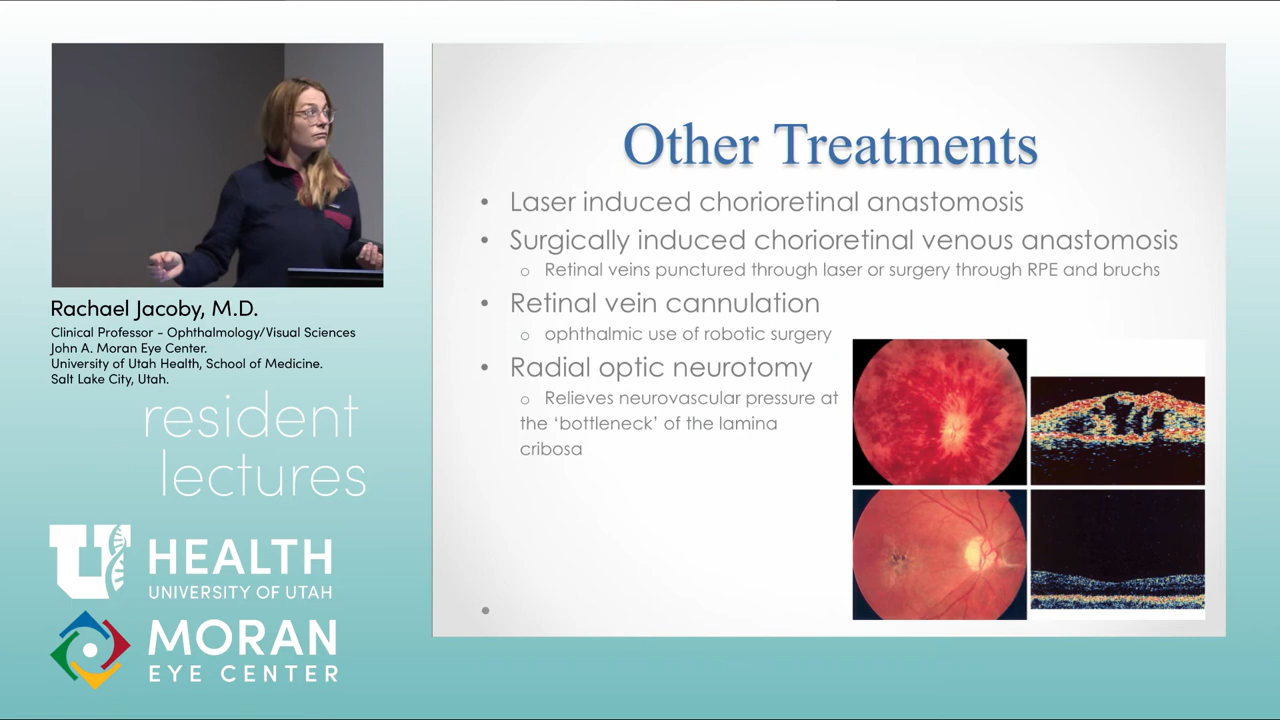 Rachael Jacoby, M.D.
Clinical Professor - Ophthalmology/Visual Sciences
John A. Moran Eye Center.
University of Utah Health, School of Medicine.
Salt Lake City, Utah.
resident
lectures
U
HEALTH
UNIVERSITY OF UTAH
MORAN
EYE CENTER
Other Treatments
• Laser induced chorioretinal anastomosis
• Surgically induced chorioretinal venous anastomosis
o Retinal veins punctured through laser or surgery through RPE and bruchs
• Retinal vein cannulation
o ophthalmic use of robotic surgery
• Radial optic neurotomy
o Relieves neurovascular pressure at
the ‘bottleneck’ of the lamina
cribosa
•